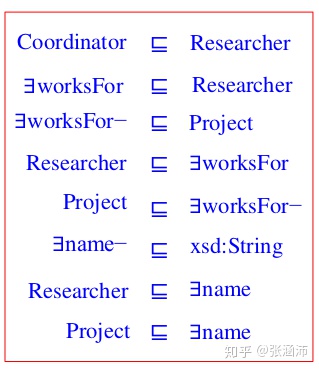 Coordinator ⊑ Researcher
∃worksFor ⊑ Researcher
∃worksFor− ⊑ Project
Researcher ⊑ ∃worksFor
Project ⊑ ∃worksFor−
∃name− ⊑ xsd:String
Researcher ⊑ ∃name
Project ⊑ ∃name
知乎 @张涵沛